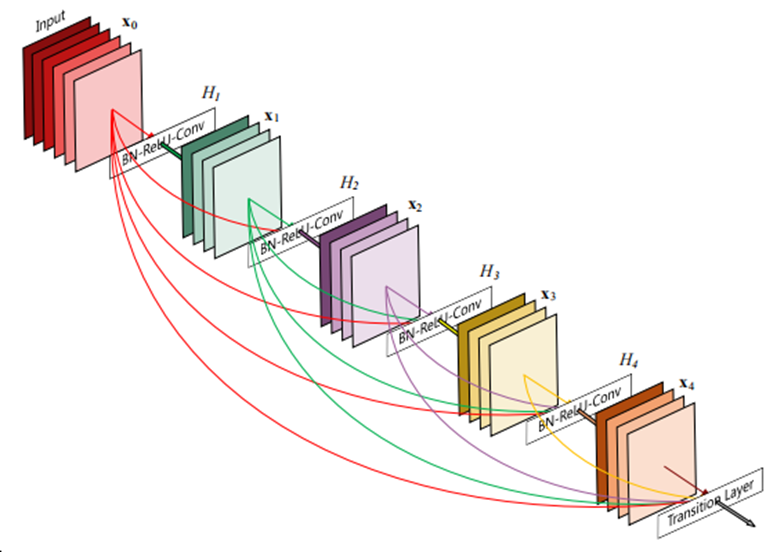 Input
x0
H1
BN-ReLU-Conv
x1
H2
BN-ReLU-Conv
x2
H3
BN-ReLU-Conv
x3
H4
BN-ReLU-Conv
x4
Transition Layer